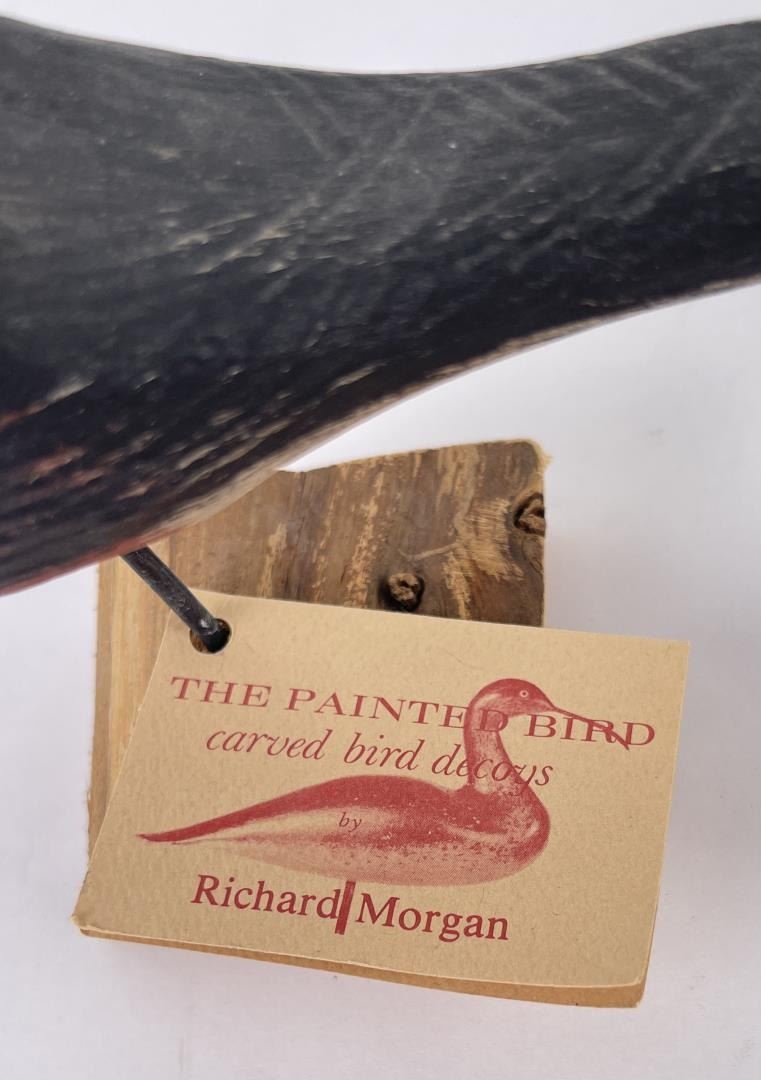 THE PAINTED BIRD
carved bird decoys
by
Richard Morgan